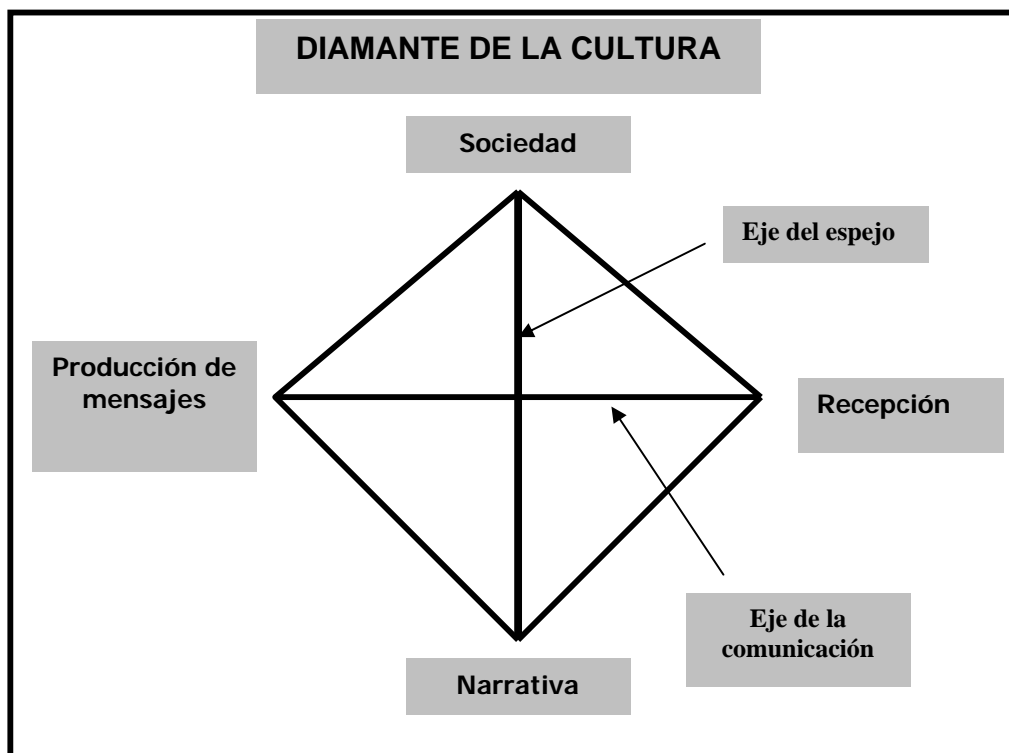 DIAMANTE DE LA CULTURA
Sociedad
Eje del espejo
Producción de
mensajes
Recepción
Eje de la
comunicación
Narrativa